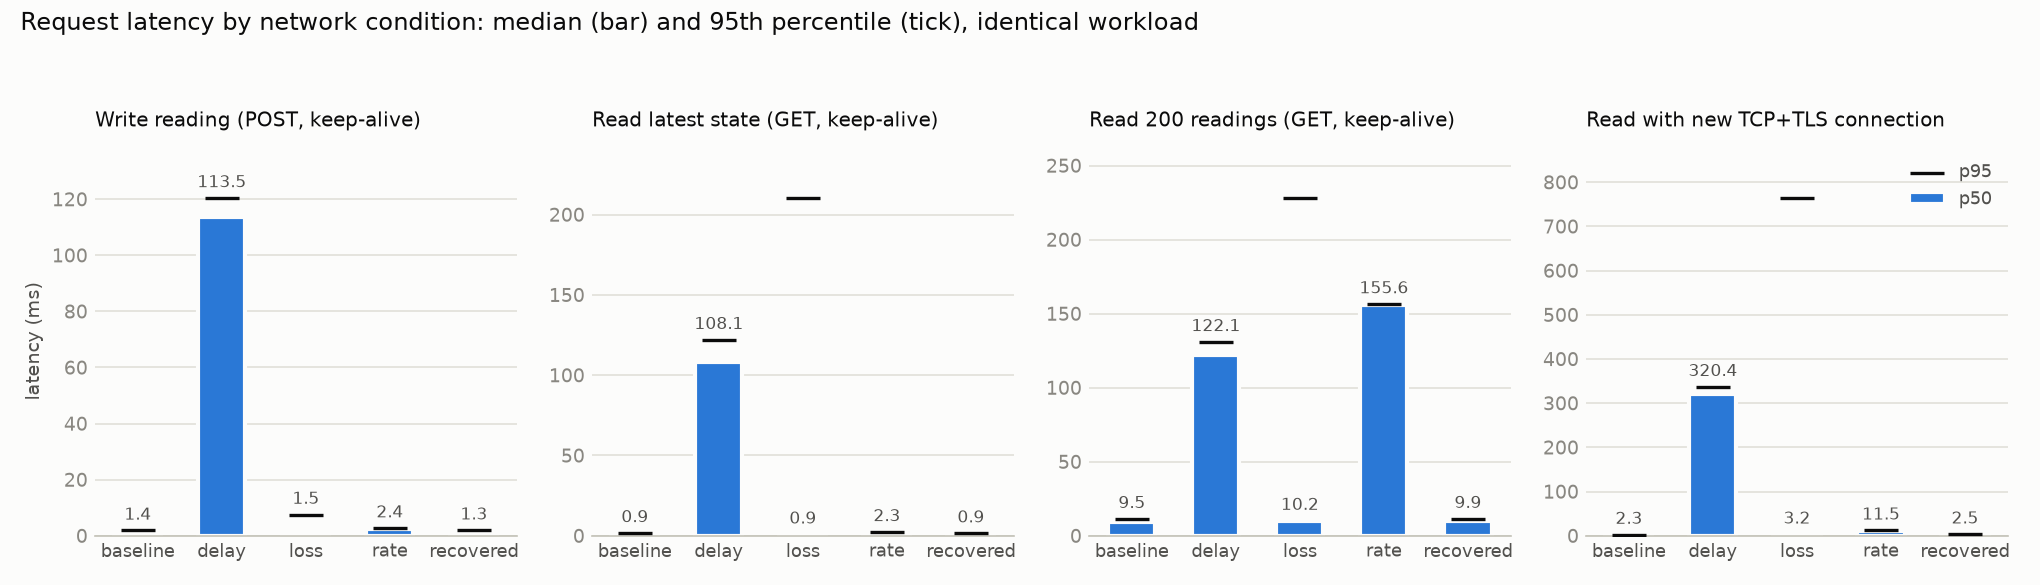 Request latency by network condition: median (bar) and 95th percentile (tick), identical workload
Write reading (POST, keep-alive)
latency (ms)
120
100
80
60
40
20
0
1.4
113.5
1.5
2.4
1.3
baseline
delay
loss
rate
recovered
Read latest state (GET, keep-alive)
200
150
100
50
0
0.9
108.1
0.9
2.3
0.9
baseline
delay
loss
rate
recovered
Read 200 readings (GET, keep-alive)
250
200
150
100
50
0
9.5
122.1
10.2
155.6
9.9
baseline
delay
loss
rate
recovered
Read with new TCP+TLS connection
p95
p50
800
700
600
500
400
300
200
100
0
2.3
320.4
3.2
11.5
2.5
baseline
delay
loss
rate
recovered